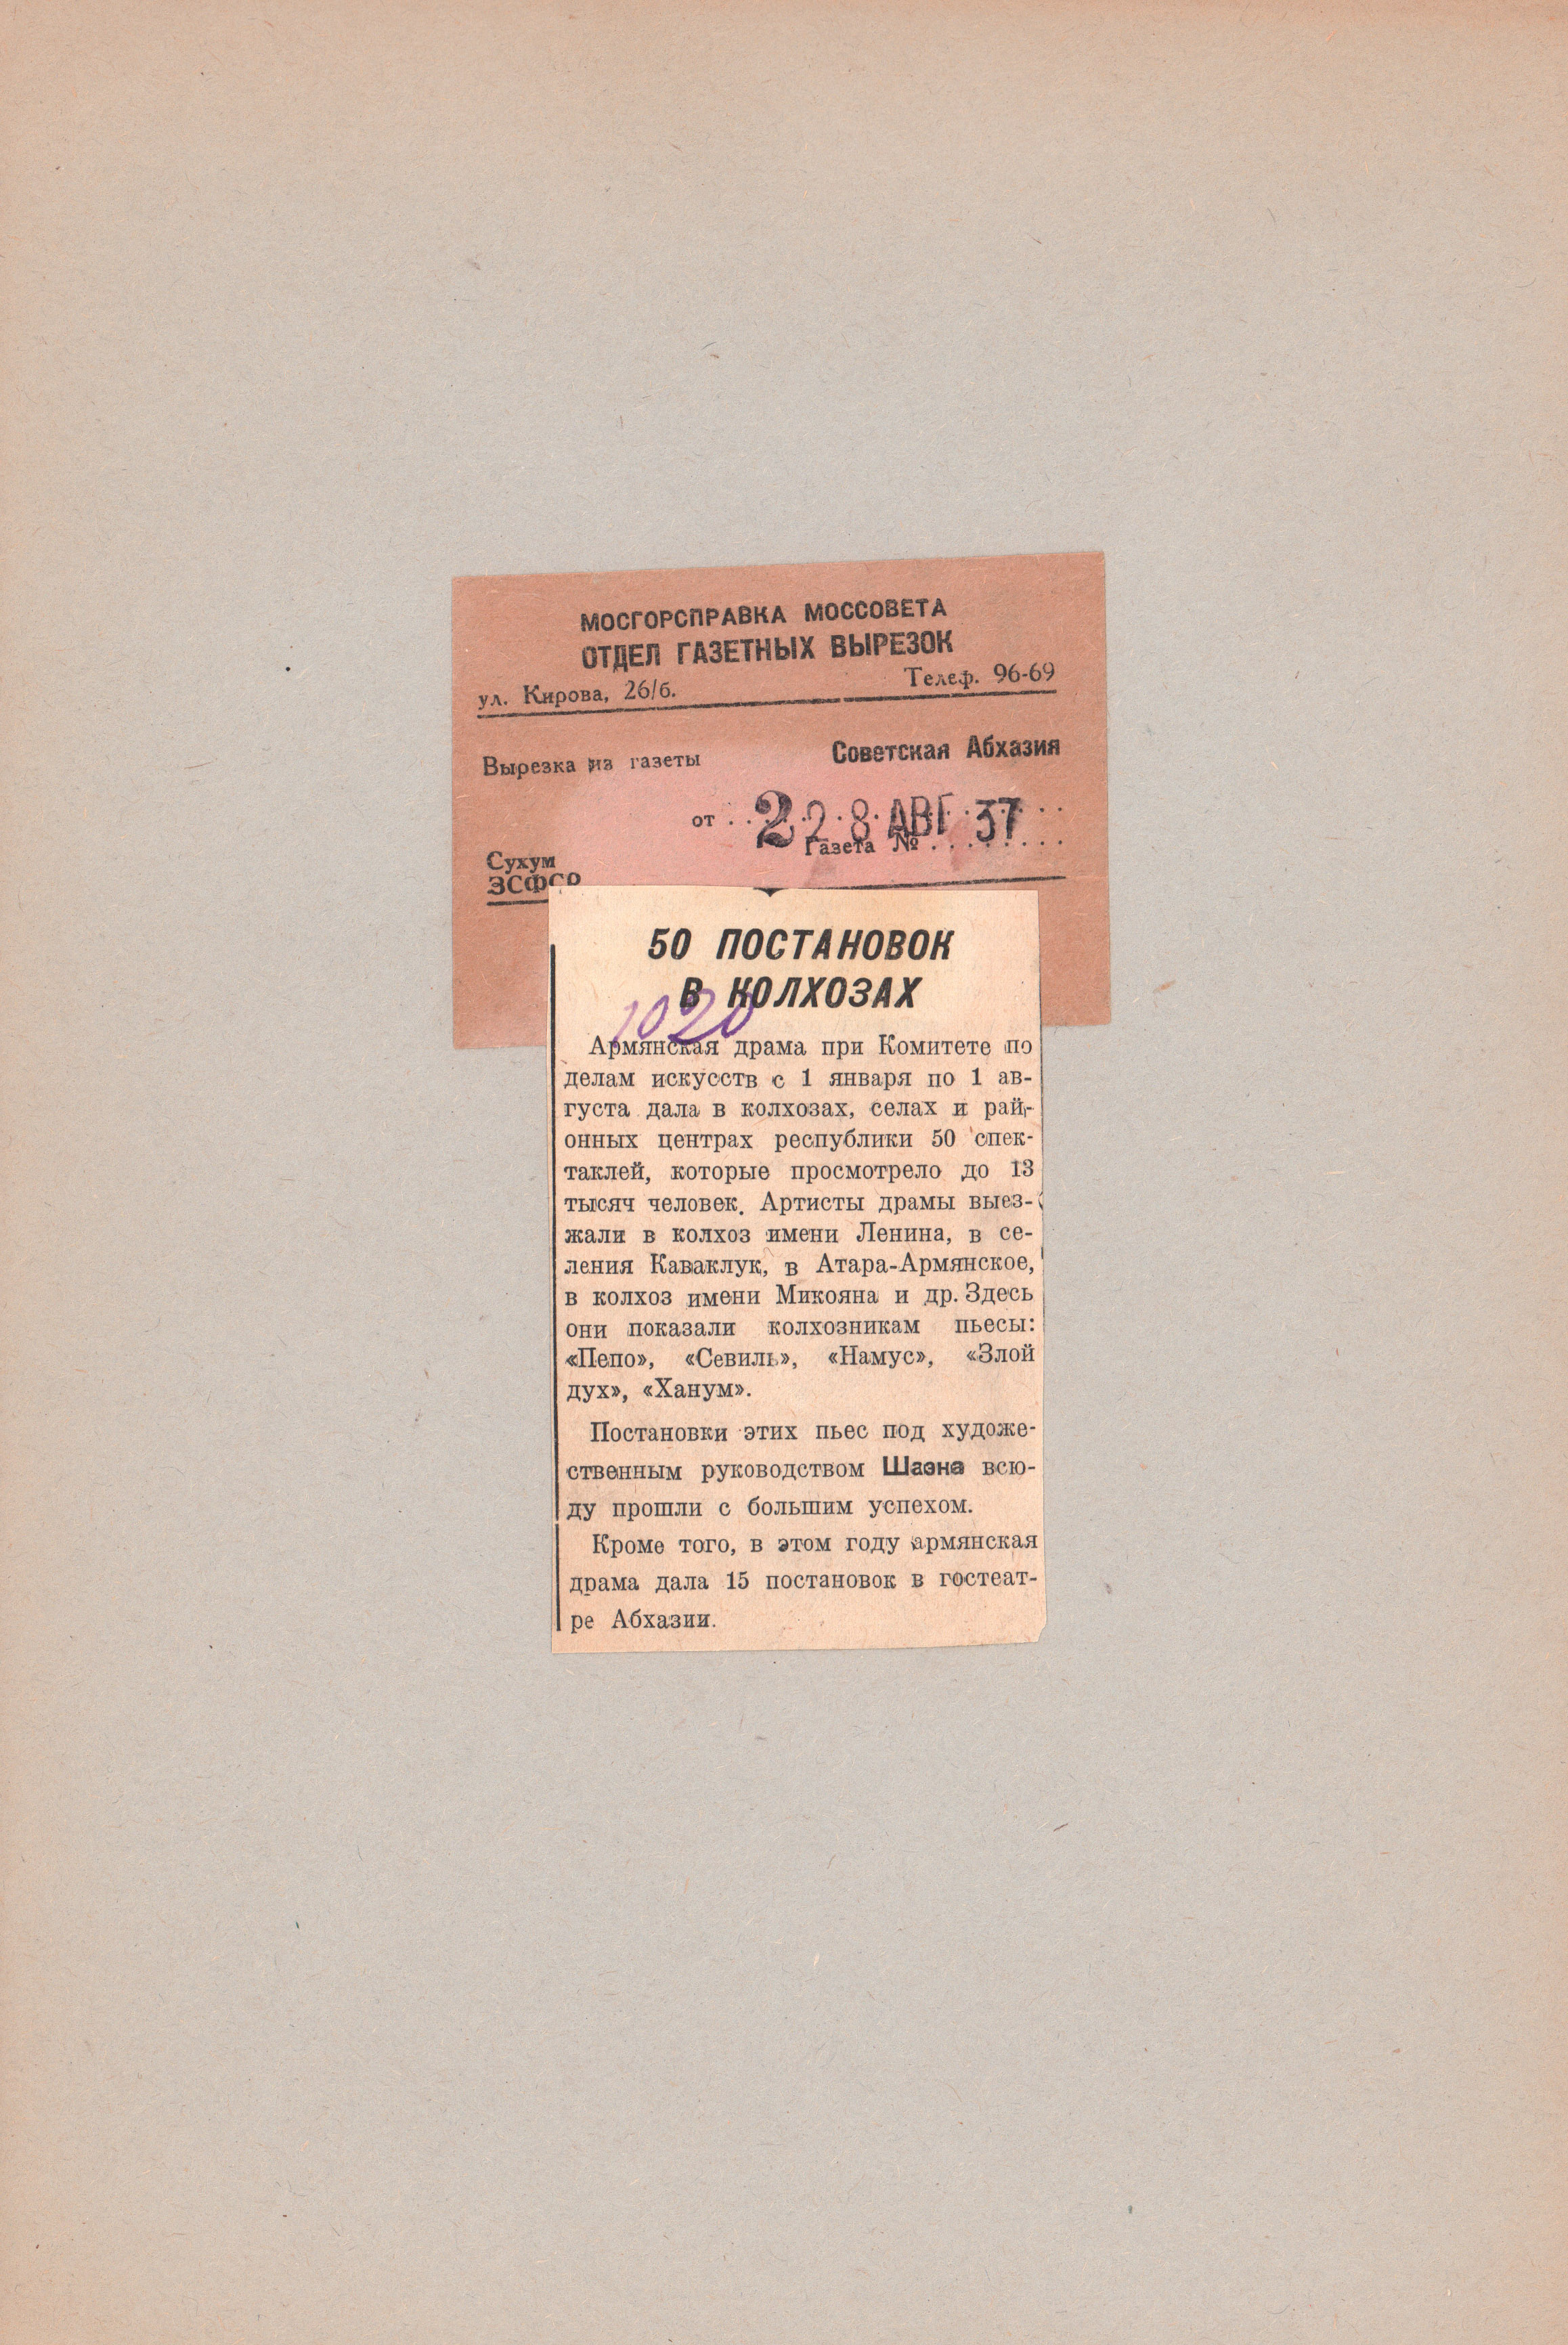 МОСГОРСПРАВКА МОССОВЕТА
ОТДЕЛ ГАЗЕТНЫХ ВЫРЕЗОК
ул. Кирова, 26/б. Телеф. 96-69
Вырезка из газеты Советская Абхазия
от 2 2 8 АВГ 37
Газета №
Сухум
ЗСФСР
50 ПОСТАНОВОК
В КОЛХОЗАХ
1020
Армянская драма при Комитете по
делам искусств с 1 января по 1 ав-
густа дала в колхозах, селах и рай-
онных центрах республики 50 спек-
таклей, которые просмотрело до 13
тысяч человек. Артисты драмы выез-
жали в колхоз имени Ленина, в се-
ления Каваклук, в Атара-Армянское,
в колхоз имени Микояна и др. Здесь
они показали колхозникам пьесы:
«Пепо», «Севиль», «Намус», «Злой
дух», «Ханум».
Постановки этих пьес под художе-
ственным руководством Шаэна всю-
ду прошли с большим успехом.
Кроме того, в этом году армянская
драма дала 15 постановок в гостеат-
ре Абхазии.